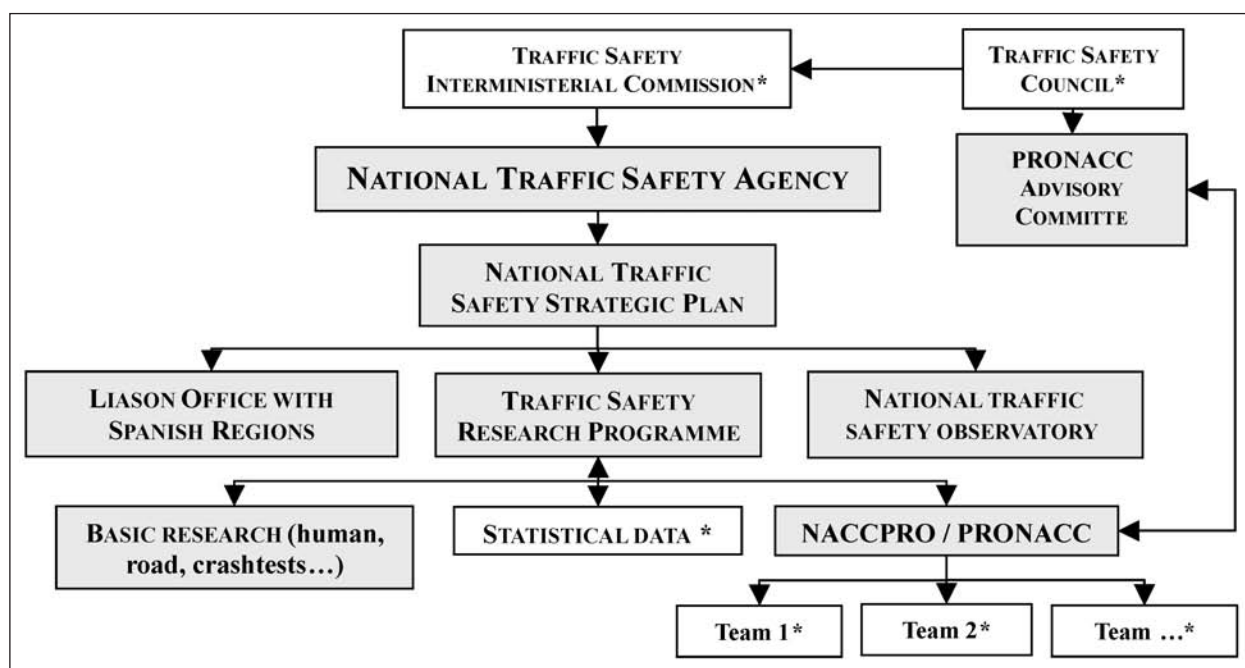 TRAFFIC SAFETY
INTERMINISTERIAL COMMISSION*
TRAFFIC SAFETY
COUNCIL*
NATIONAL TRAFFIC SAFETY AGENCY
PRONACC
ADVISORY
COMMITTE
NATIONAL TRAFFIC
SAFETY STRATEGIC PLAN
LIASON OFFICE WITH
SPANISH REGIONS
TRAFFIC SAFETY
RESEARCH PROGRAMME
NATIONAL TRAFFIC
SAFETY OBSERVATORY
BASIC RESEARCH (human,
road, crashtests…)
STATISTICAL DATA *
NACCPRO / PRONACC
Team 1*
Team 2*
Team …*